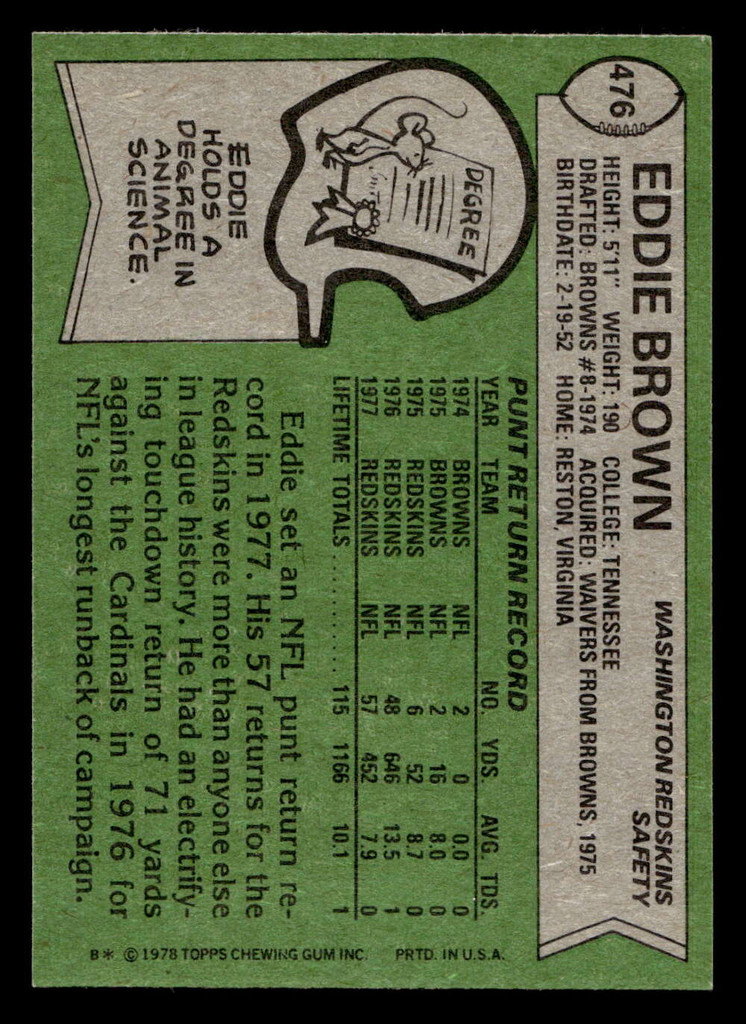 476
EDDIE BROWN
WASHINGTON REDSKINS
SAFETY
HEIGHT: 5'11" WEIGHT: 190 COLLEGE: TENNESSEE
DRAFTED: BROWNS #8-1974 ACQUIRED: WAIVERS FROM BROWNS, 1975
BIRTHDATE: 2-19-52 HOME: RESTON, VIRGINIA
DEGREE
EDDIE
HOLDS A
DEGREE IN
ANIMAL
SCIENCE.
PUNT RETURN RECORD
YEAR TEAM NO. YDS. AVG. TDS.
1974 BROWNS NFL 2 0 0.0 0
1975 BROWNS NFL 2 16 8.0 0
1975 REDSKINS NFL 6 52 8.7 0
1976 REDSKINS NFL 48 646 13.5 1
1977 REDSKINS NFL 57 452 7.9 0
LIFETIME TOTALS .......... 115 1166 10.1 1
Eddie set an NFL punt return re-
cord in 1977. His 57 returns for the
Redskins were more than anyone else
in league history. He had an electrify-
ing touchdown return of 71 yards
against the Cardinals in 1976 for
NFL's longest runback of campaign.
B* © 1978 TOPPS CHEWING GUM INC. PRTD. IN U.S.A.